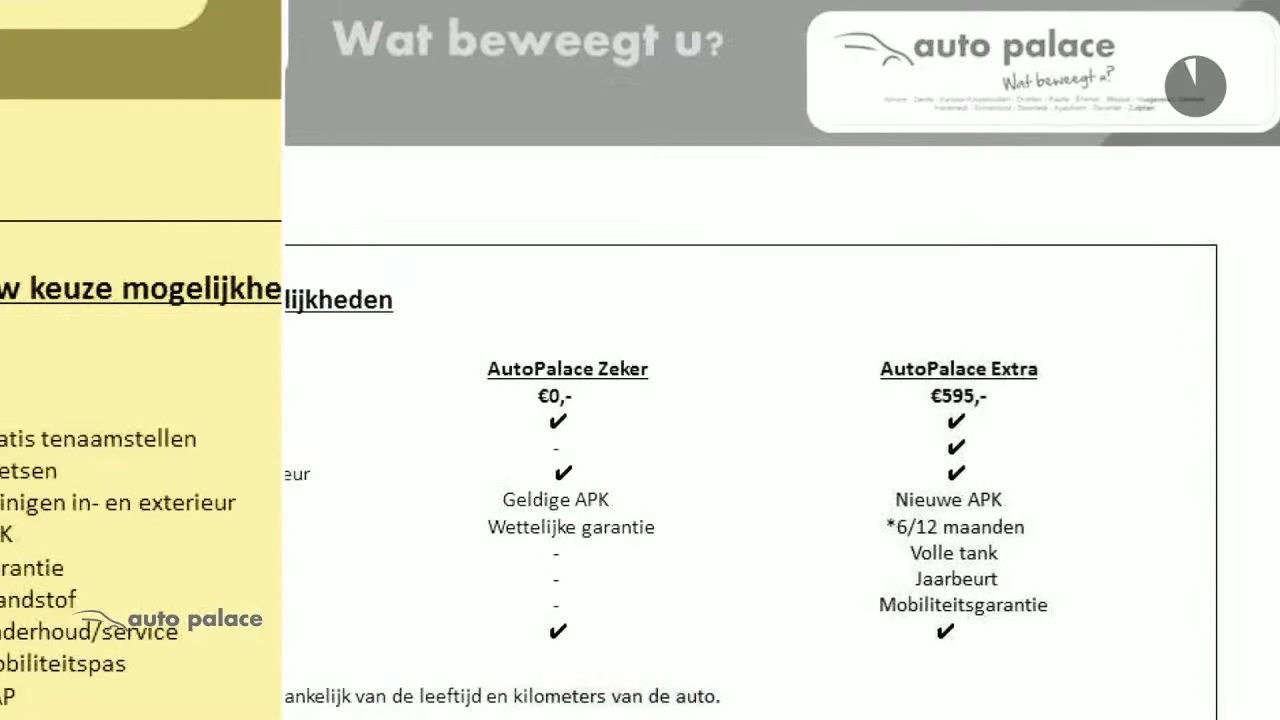 Wat beweegt u?
auto palace
Wat beweegt u?
w keuze mogelijkhe
lijkheden
AutoPalace Zeker
AutoPalace Extra
€0,-
€595,-
✔
✔
atis tenaamstellen
-
✔
etsen
eur
✔
✔
inigen in- en exterieur
Geldige APK
Nieuwe APK
K
Wettelijke garantie
*6/12 maanden
rantie
-
Volle tank
-
Jaarbeurt
andstof
-
Mobiliteitsgarantie
auto palace
nderhoud/service
✔
✔
obiliteitspas
AP
ankelijk van de leeftijd en kilometers van de auto.